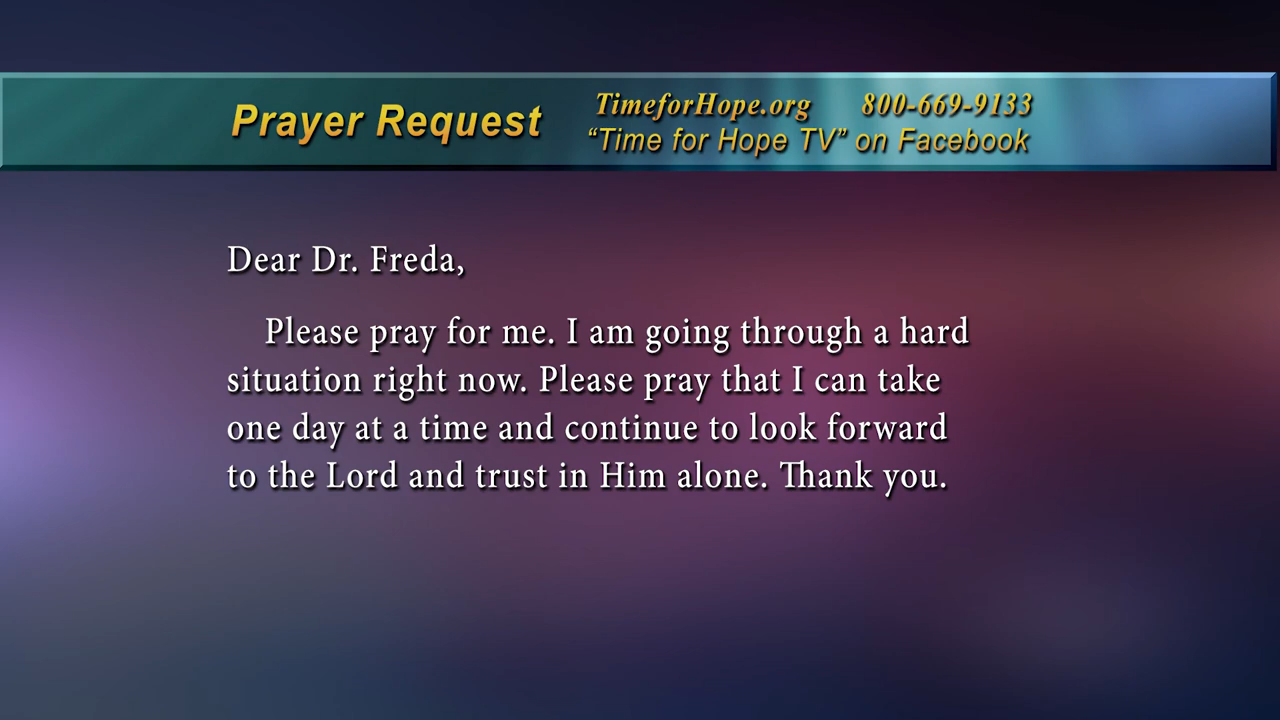 Prayer Request
TimeforHope.org 800-669-9133
“Time for Hope TV” on Facebook
Dear Dr. Freda,
Please pray for me. I am going through a hard
situation right now. Please pray that I can take
one day at a time and continue to look forward
to the Lord and trust in Him alone. Thank you.